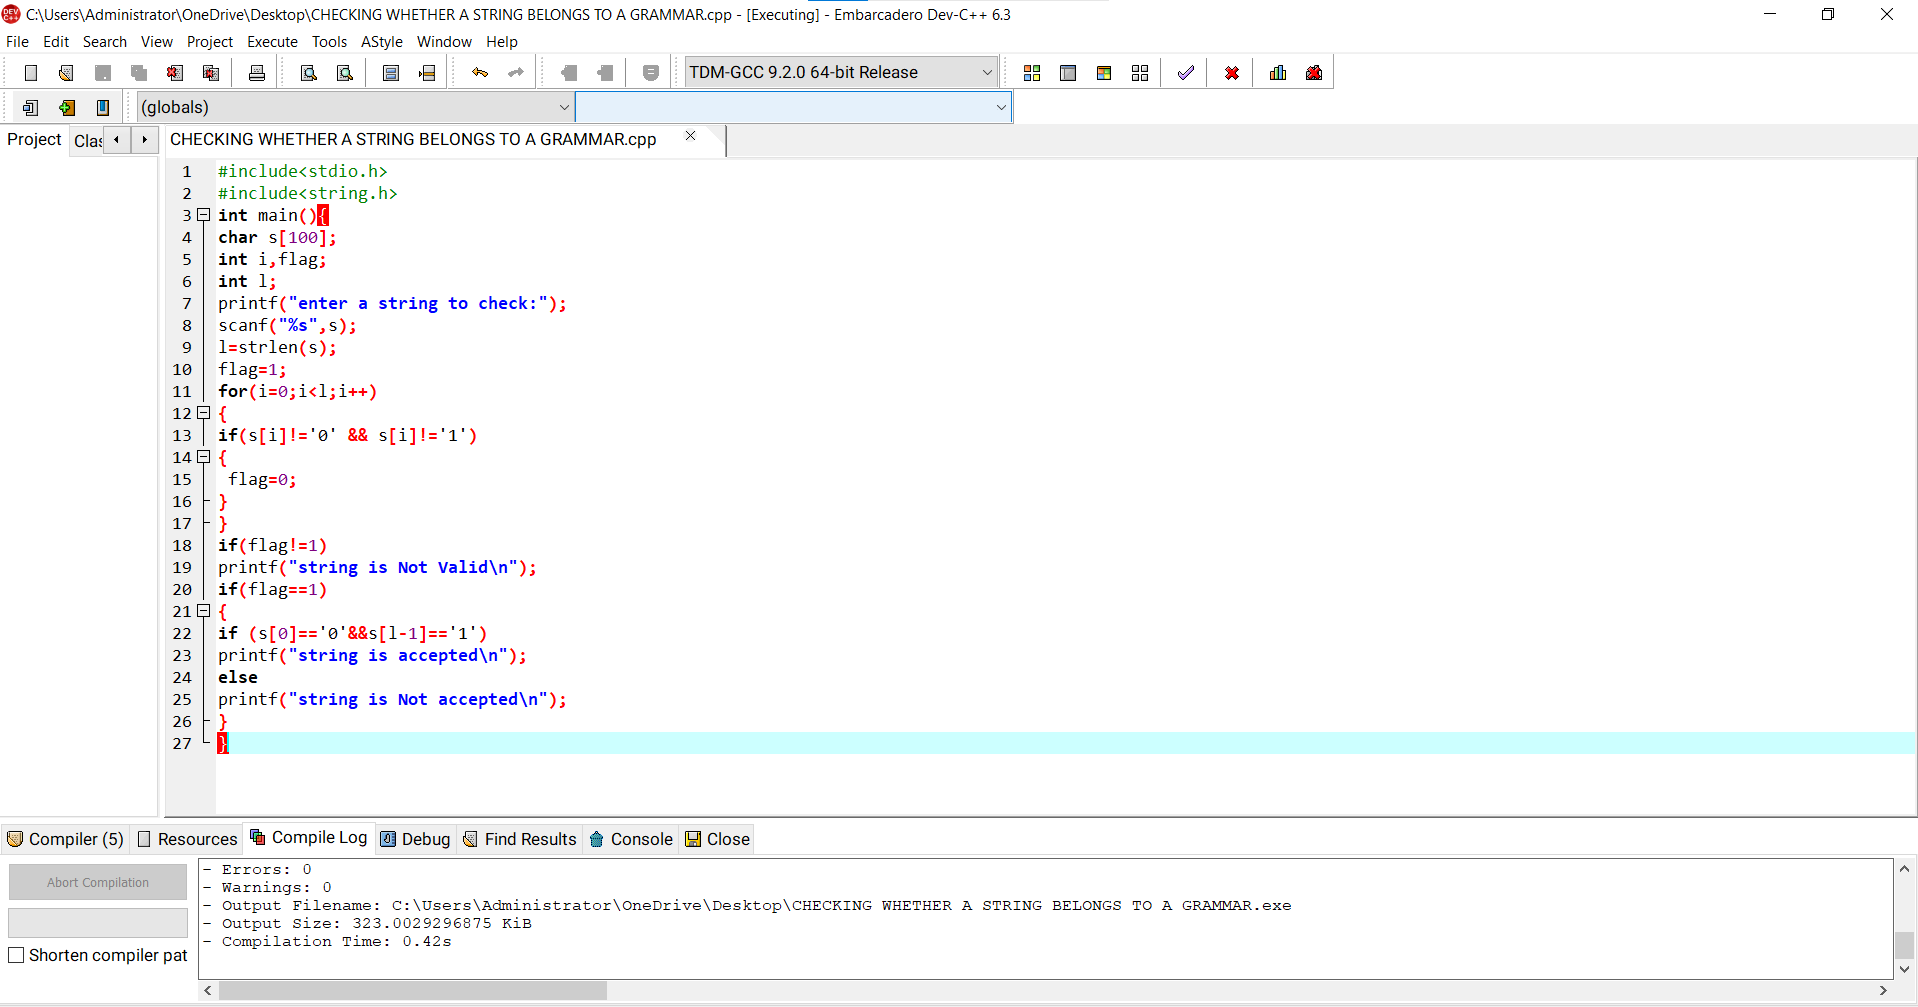 C:\Users\Administrator\OneDrive\Desktop\CHECKING WHETHER A STRING BELONGS TO A GRAMMAR.cpp - [Executing] - Embarcadero Dev-C++ 6.3
File Edit Search View Project Execute Tools AStyle Window Help
TDM-GCC 9.2.0 64-bit Release
(globals)
Project Clas CHECKING WHETHER A STRING BELONGS TO A GRAMMAR.cpp
1 #include<stdio.h>
2 #include<string.h>
3 int main(){
4 char s[100];
5 int i,flag;
6 int l;
7 printf("enter a string to check:");
8 scanf("%s",s);
9 l=strlen(s);
10 flag=1;
11 for(i=0;i<l;i++)
12 {
13 if(s[i]!='0' && s[i]!='1')
14 {
15 flag=0;
16 }
17 }
18 if(flag!=1)
19 printf("string is Not Valid\n");
20 if(flag==1)
21 {
22 if (s[0]=='0'&&s[l-1]=='1')
23 printf("string is accepted\n");
24 else
25 printf("string is Not accepted\n");
26 }
27 }
Compiler (5) Resources Compile Log Debug Find Results Console Close
Abort Compilation
Shorten compiler pat
- Errors: 0
- Warnings: 0
- Output Filename: C:\Users\Administrator\OneDrive\Desktop\CHECKING WHETHER A STRING BELONGS TO A GRAMMAR.exe
- Output Size: 323.0029296875 KiB
- Compilation Time: 0.42s